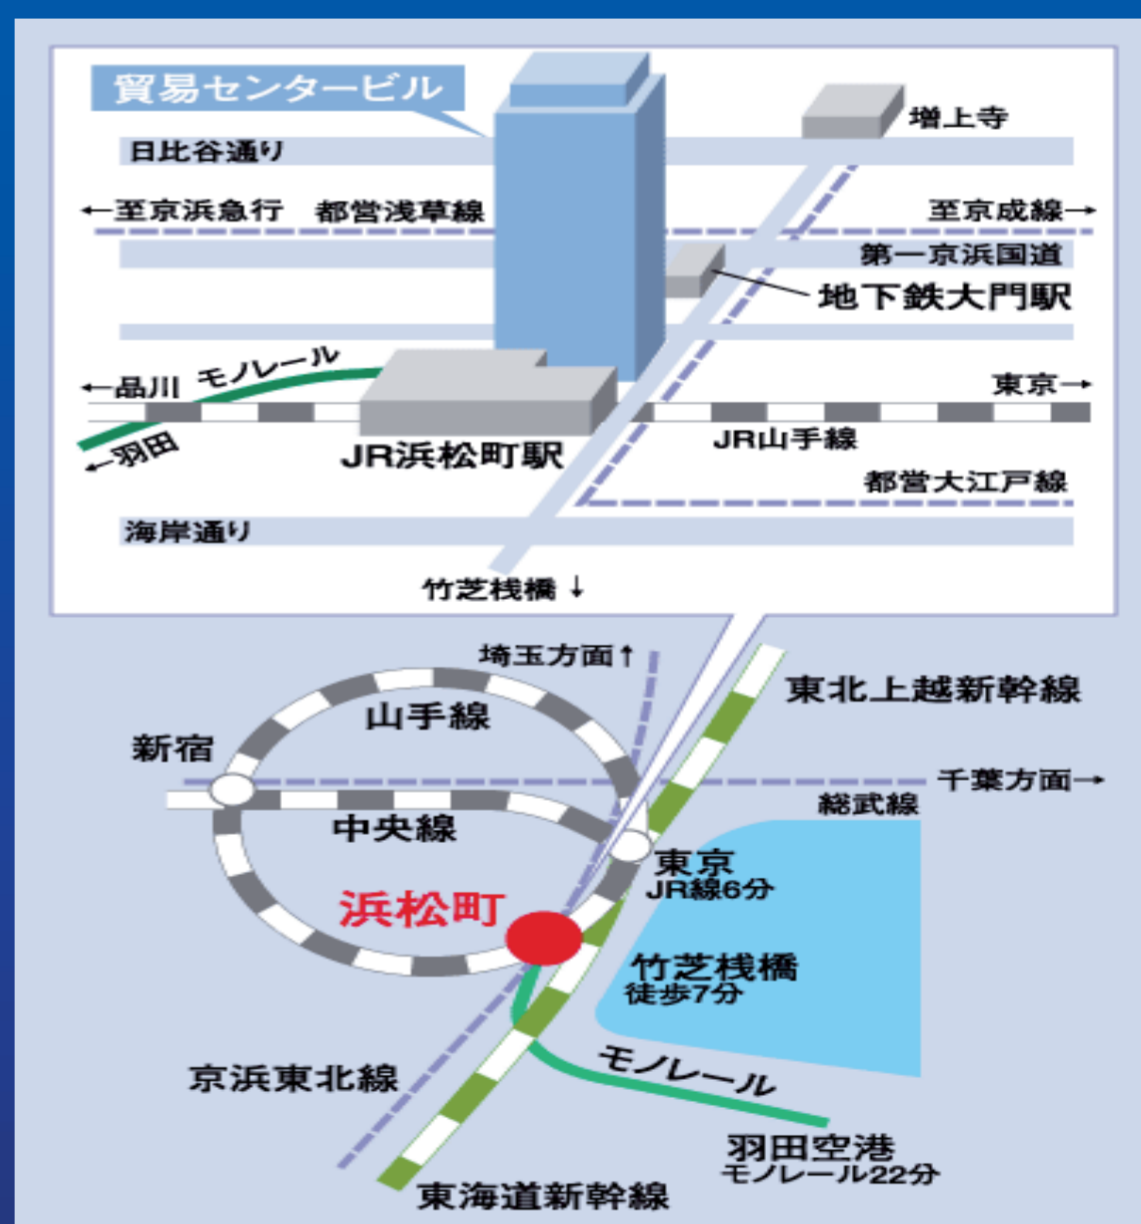 貿易センタービル
増上寺
日比谷通り
←至京浜急行 都営浅草線
至京成線→
第一京浜国道
地下鉄大門駅
モノレール
←品川
東京→
←羽田
JR浜松町駅
JR山手線
都営大江戸線
海岸通り
竹芝桟橋↓
埼玉方面↑
東北上越新幹線
山手線
新宿
千葉方面→
総武線
中央線
東京
JR線6分
浜松町
竹芝桟橋
徒歩7分
モノレール
京浜東北線
羽田空港
モノレール22分
東海道新幹線